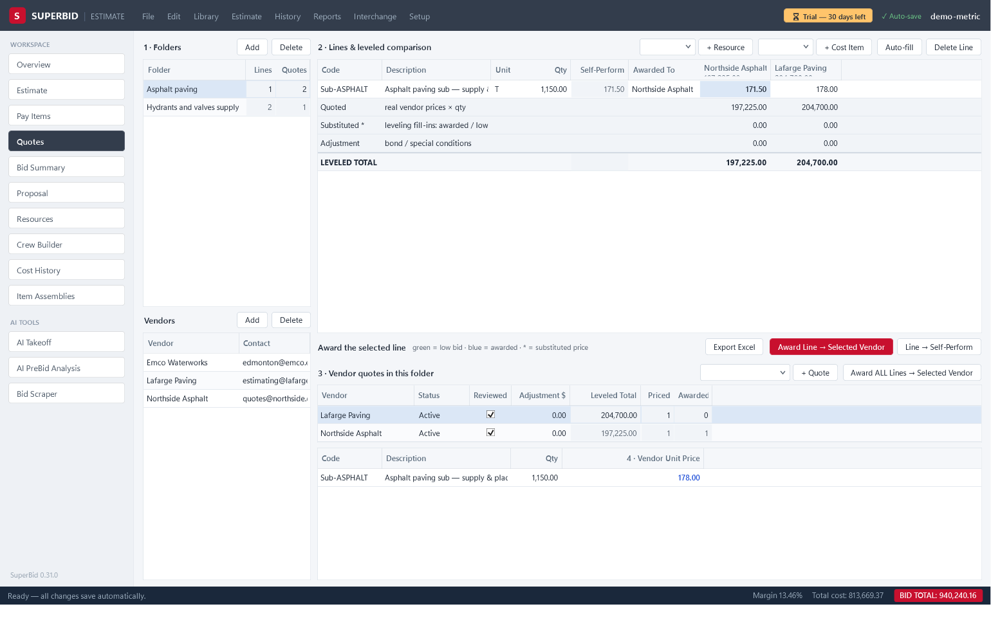 S SUPERBID ESTIMATE File Edit Library Estimate History Reports Interchange Setup Trial — 30 days left ✓ Auto-save demo-metric
WORKSPACE
Overview
Estimate
Pay Items
Quotes
Bid Summary
Proposal
Resources
Crew Builder
Cost History
Item Assemblies
AI TOOLS
AI Takeoff
AI PreBid Analysis
Bid Scraper
SuperBid 0.31.0
1 · Folders Add Delete
Folder Lines Quotes
Asphalt paving 1 2
Hydrants and valves supply 2 1
Vendors Add Delete
Vendor Contact
Emco Waterworks edmonton@emco.
Lafarge Paving estimating@lafarge
Northside Asphalt quotes@northside.
2 · Lines & leveled comparison + Resource + Cost Item Auto-fill Delete Line
Code Description Unit Qty Self-Perform Awarded To Northside Asphalt Lafarge Paving
Sub-ASPHALT Asphalt paving sub — supply & T 1,150.00 171.50 Northside Asphalt 171.50 178.00
Quoted real vendor prices × qty 197,225.00 204,700.00
Substituted * leveling fill-ins: awarded / low 0.00 0.00
Adjustment bond / special conditions 0.00 0.00
LEVELED TOTAL 197,225.00 204,700.00
Award the selected line green = low bid · blue = awarded · * = substituted price Export Excel Award Line → Selected Vendor Line → Self-Perform
3 · Vendor quotes in this folder + Quote Award ALL Lines → Selected Vendor
Vendor Status Reviewed Adjustment $ Leveled Total Priced Awarded
Lafarge Paving Active 0.00 204,700.00 1 0
Northside Asphalt Active 0.00 197,225.00 1 1
Code Description Qty 4 · Vendor Unit Price
Sub-ASPHALT Asphalt paving sub — supply & plac 1,150.00 178.00
Ready — all changes save automatically. Margin 13.46% Total cost: 813,669.37 BID TOTAL: 940,240.16